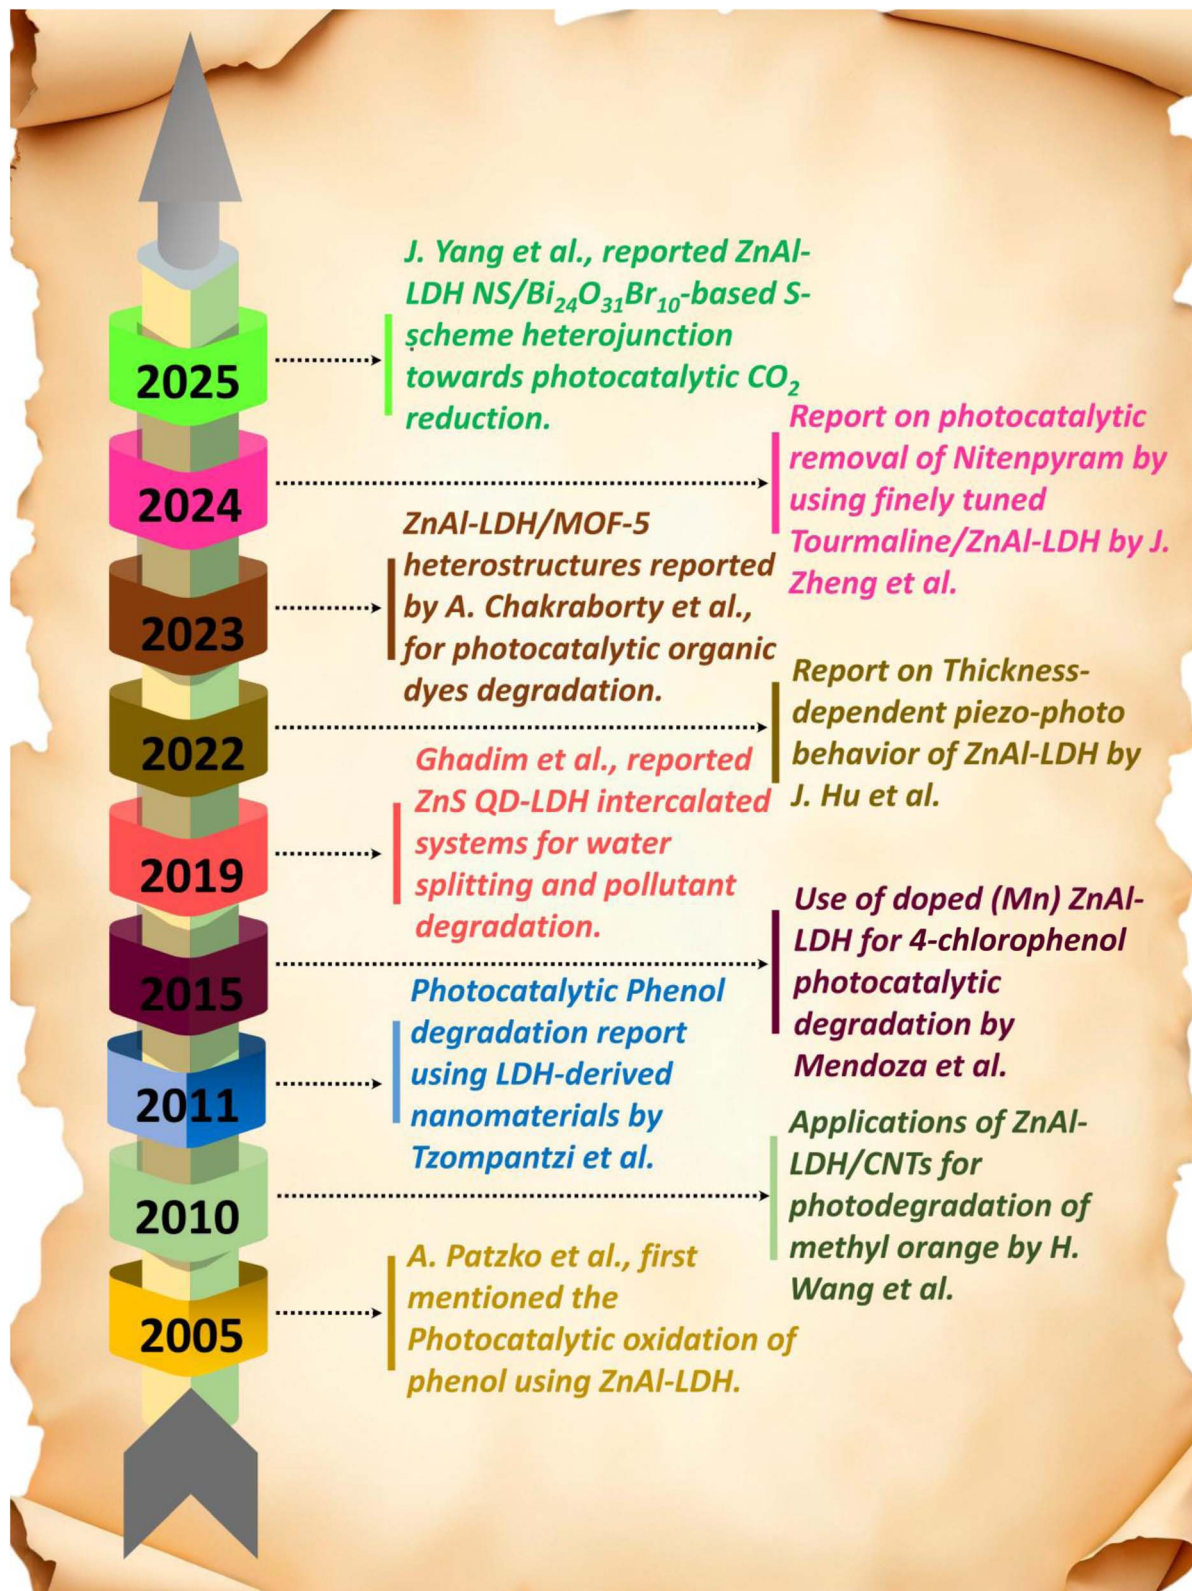 2025
J. Yang et al., reported ZnAl-
LDH NS/Bi₂₄O₃₁Br₁₀-based S-
scheme heterojunction
towards photocatalytic CO₂
reduction.
2024
Report on photocatalytic
removal of Nitenpyram by
using finely tuned
Tourmaline/ZnAl-LDH by J.
Zheng et al.
2023
ZnAl-LDH/MOF-5
heterostructures reported
by A. Chakraborty et al.,
for photocatalytic organic
dyes degradation.
2022
Report on Thickness-
dependent piezo-photo
behavior of ZnAl-LDH by
J. Hu et al.
2019
Ghadim et al., reported
ZnS QD-LDH intercalated
systems for water
splitting and pollutant
degradation.
2015
Use of doped (Mn) ZnAl-
LDH for 4-chlorophenol
photocatalytic
degradation by
Mendoza et al.
2011
Photocatalytic Phenol
degradation report
using LDH-derived
nanomaterials by
Tzompantzi et al.
2010
Applications of ZnAl-
LDH/CNTs for
photodegradation of
methyl orange by H.
Wang et al.
2005
A. Patzko et al., first
mentioned the
Photocatalytic oxidation of
phenol using ZnAl-LDH.